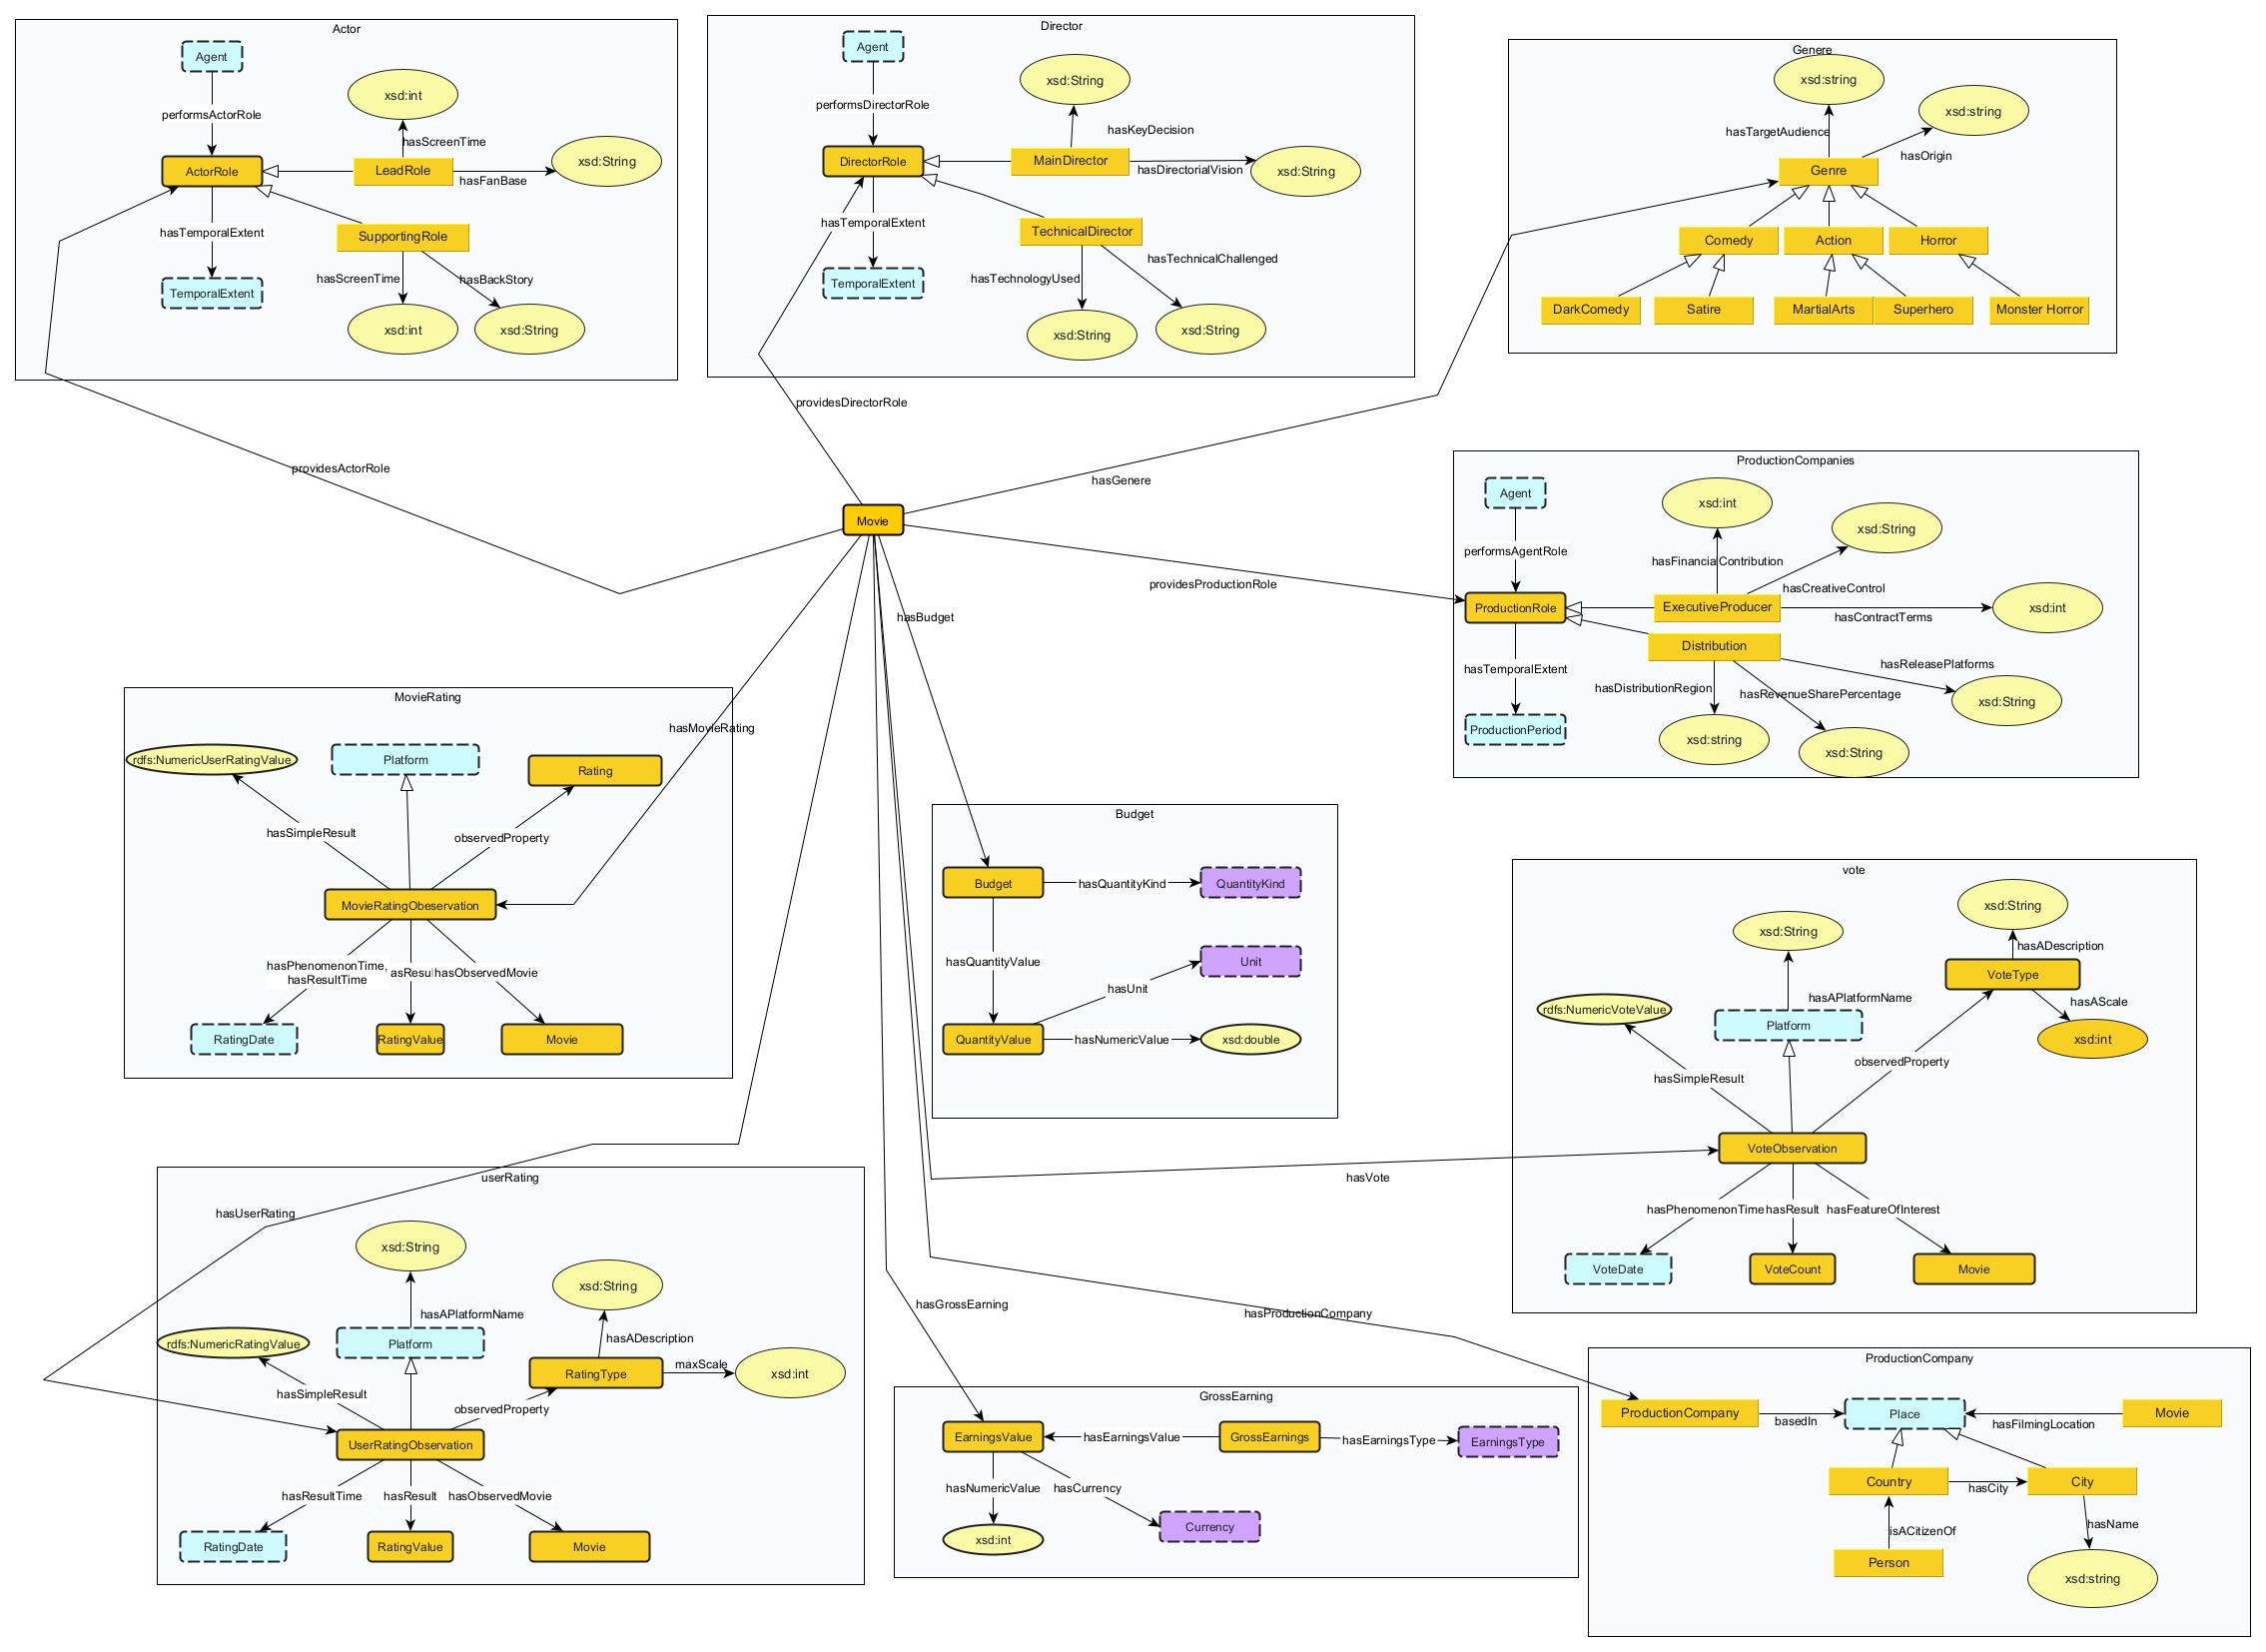 Actor
Agent
performsActorRole
xsd:int
hasScreenTime
xsd:String
ActorRole
LeadRole
hasFanBase
hasTemporalExtent
SupportingRole
hasScreenTime
hasBackStory
TemporalExtent
xsd:int
xsd:String
Director
Agent
performsDirectorRole
xsd:String
hasKeyDecision
DirectorRole
MainDirector
hasDirectorialVision
xsd:String
hasTemporalExtent
TechnicalDirector
hasTechnologyUsed
hasTechnicalChallenged
TemporalExtent
xsd:String
xsd:String
Genere
xsd:string
xsd:string
hasTargetAudience
hasOrigin
Genre
Comedy
Action
Horror
DarkComedy
Satire
MartialArts
Superhero
Monster Horror
providesDirectorRole
providesActorRole
hasGenere
Movie
providesProductionRole
hasBudget
hasMovieRating
ProductionCompanies
Agent
xsd:int
xsd:String
performsAgentRole
hasFinancialContribution
hasCreativeControl
ProductionRole
ExecutiveProducer
hasContractTerms
xsd:int
Distribution
hasTemporalExtent
hasReleasePlatforms
hasDistributionRegion
hasRevenueSharePercentage
xsd:String
ProductionPeriod
xsd:string
xsd:String
MovieRating
rdfs:NumericUserRatingValue
Platform
Rating
hasSimpleResult
observedProperty
MovieRatingObeservation
hasPhenomenonTime,
hasResultTime
asResul
hasObservedMovie
RatingDate
RatingValue
Movie
Budget
Budget
hasQuantityKind
QuantityKind
hasQuantityValue
Unit
hasUnit
QuantityValue
hasNumericValue
xsd:double
vote
xsd:String
xsd:String
hasADescription
VoteType
rdfs:NumericVoteValue
hasAPlatformName
hasAScale
Platform
xsd:int
observedProperty
hasSimpleResult
VoteObservation
hasVote
hasPhenomenonTime
hasResult
hasFeatureOfInterest
VoteDate
VoteCount
Movie
userRating
hasUserRating
xsd:String
xsd:String
hasAPlatformName
rdfs:NumericRatingValue
Platform
hasADescription
RatingType
maxScale
xsd:int
hasSimpleResult
observedProperty
UserRatingObservation
hasResultTime
hasResult
hasObservedMovie
RatingDate
RatingValue
Movie
hasGrossEarning
hasProductionCompany
GrossEarning
EarningsValue
hasEarningsValue
GrossEarnings
hasEarningsType
EarningsType
hasNumericValue
hasCurrency
xsd:int
Currency
ProductionCompany
ProductionCompany
basedIn
Place
hasFilmingLocation
Movie
Country
hasCity
City
isACitizenOf
hasName
Person
xsd:string